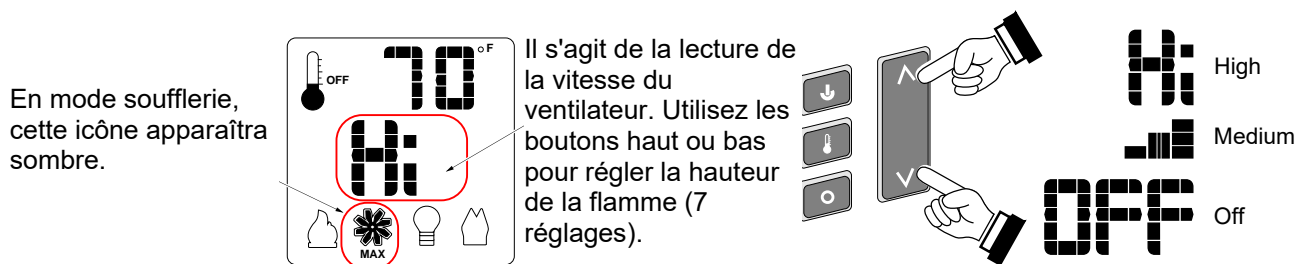 En mode soufflerie,
cette icône apparaîtra
sombre.
70 °F
OFF
Hi
MAX
Il s'agit de la lecture de
la vitesse du
ventilateur. Utilisez les
boutons haut ou bas
pour régler la hauteur
de la flamme (7
réglages).
Hi High
Medium
OFF Off